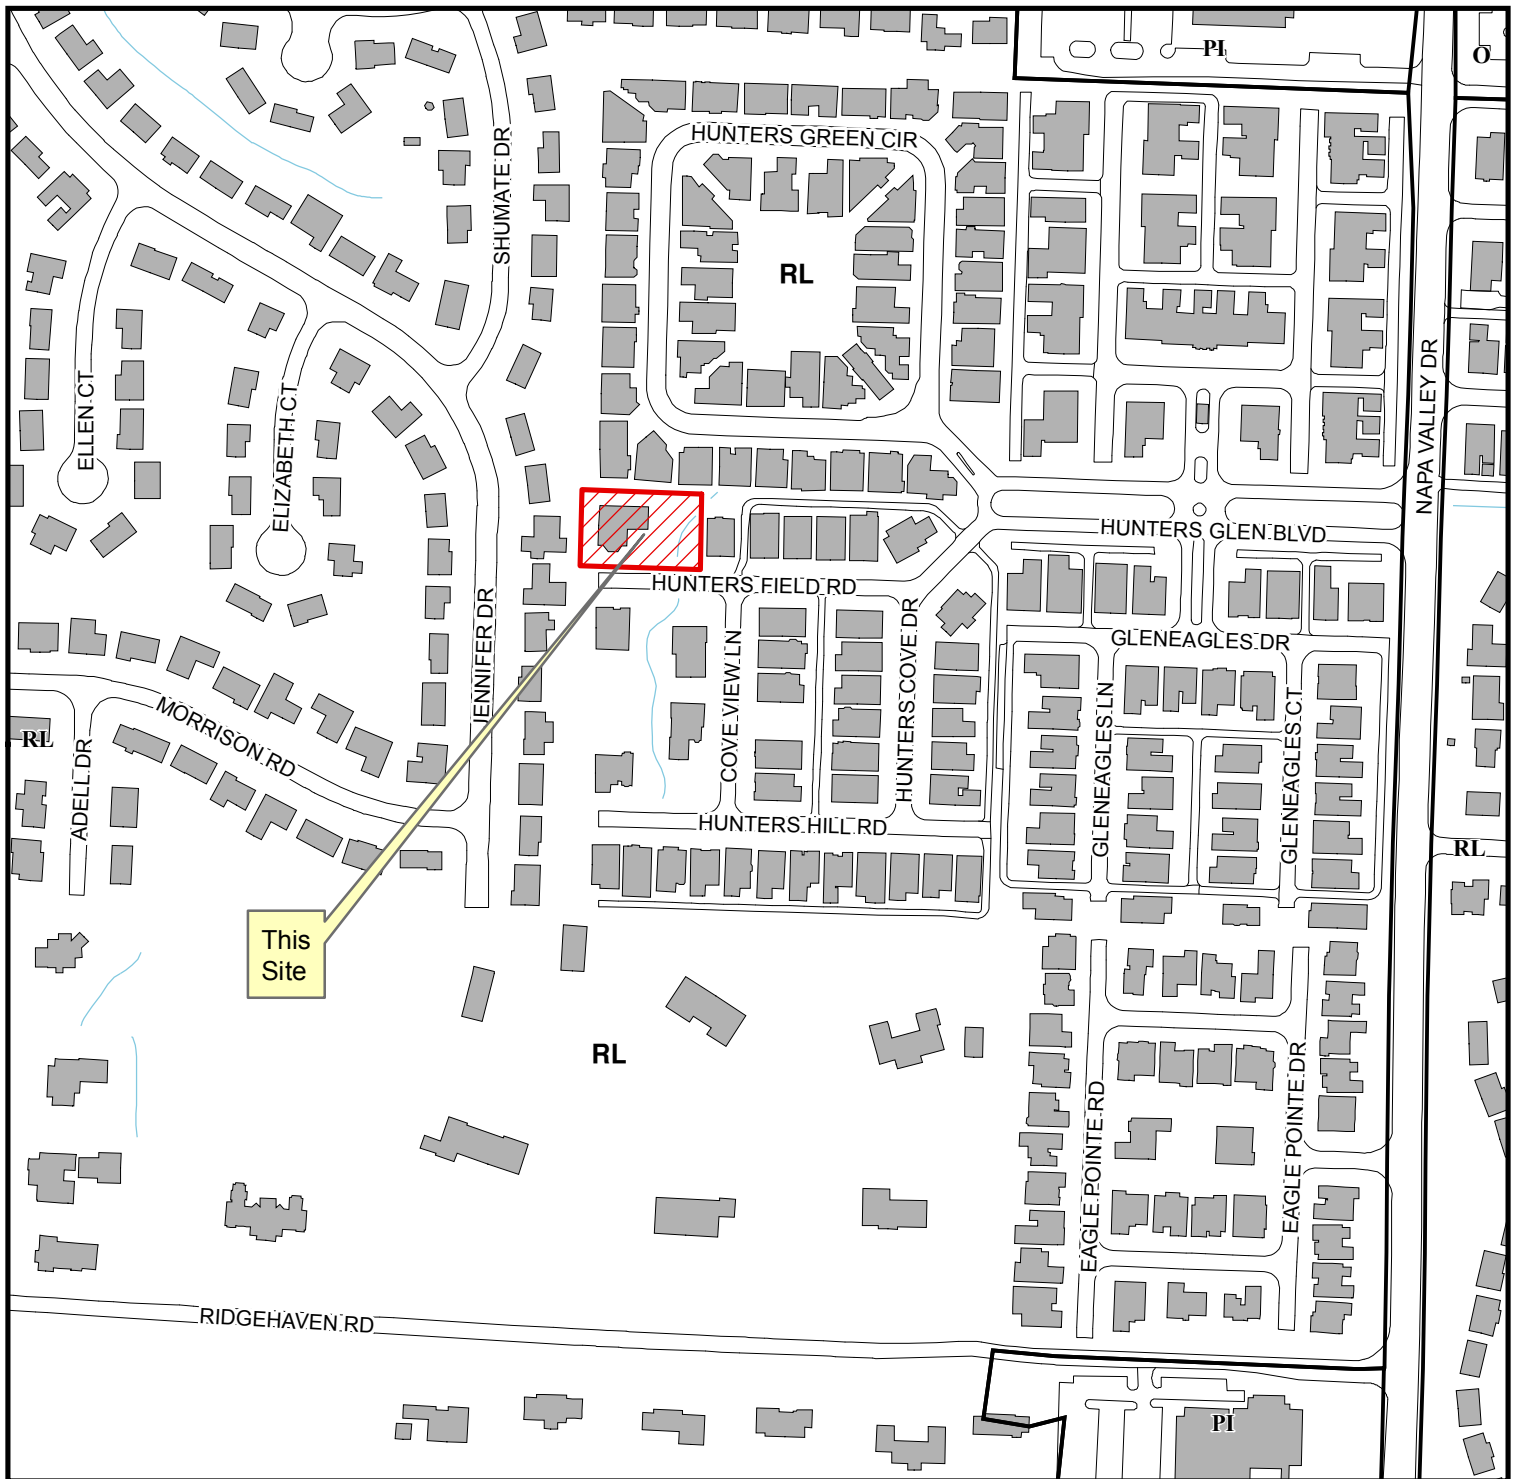 PI
O
HUNTERS GREEN CIR
SHUMATE DR
RL
NAPA VALLEY DR
ELLEN CT
ELIZABETH CT
HUNTERS GLEN BLVD
HUNTERS FIELD RD
JENNIFER DR
COVE VIEW LN
HUNTERS COVE DR
GLENEAGLES DR
GLENEAGLES LN
GLENEAGLES CT
MORRISON RD
RL
ADELL DR
HUNTERS HILL RD
RL
This
Site
RL
EAGLE POINTE RD
EAGLE POINTE DR
RIDGEHAVEN RD
PI